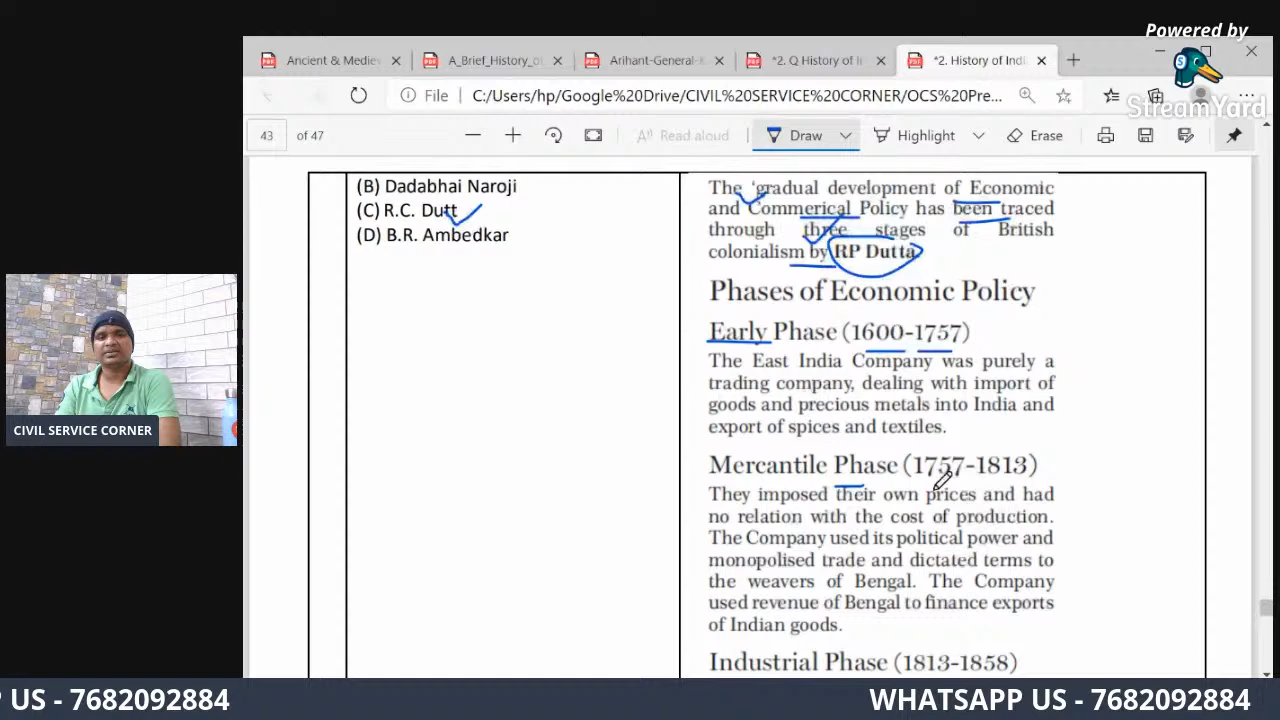 Powered by
StreamYard
Ancient & Mediev
A_Brief_History_o
Arihant-General-K
*2. Q History of I
*2. History of Indi
File
C:/Users/hp/Google%20Drive/CIVIL%20SERVICE%20CORNER/OCS%20Pre...
43 of 47
Read aloud
Draw
Highlight
Erase
(B) Dadabhai Naroji
(C) R.C. Dutt
(D) B.R. Ambedkar
The 'gradual development of Economic
and Commerical Policy has been traced
through three stages of British
colonialism by RP Dutta.
Phases of Economic Policy
Early Phase (1600-1757)
The East India Company was purely a
trading company, dealing with import of
goods and precious metals into India and
export of spices and textiles.
Mercantile Phase (1757-1813)
They imposed their own prices and had
no relation with the cost of production.
The Company used its political power and
monopolised trade and dictated terms to
the weavers of Bengal. The Company
used revenue of Bengal to finance exports
of Indian goods.
Industrial Phase (1813-1858)
CIVIL SERVICE CORNER
P US - 7682092884
WHATSAPP US - 7682092884